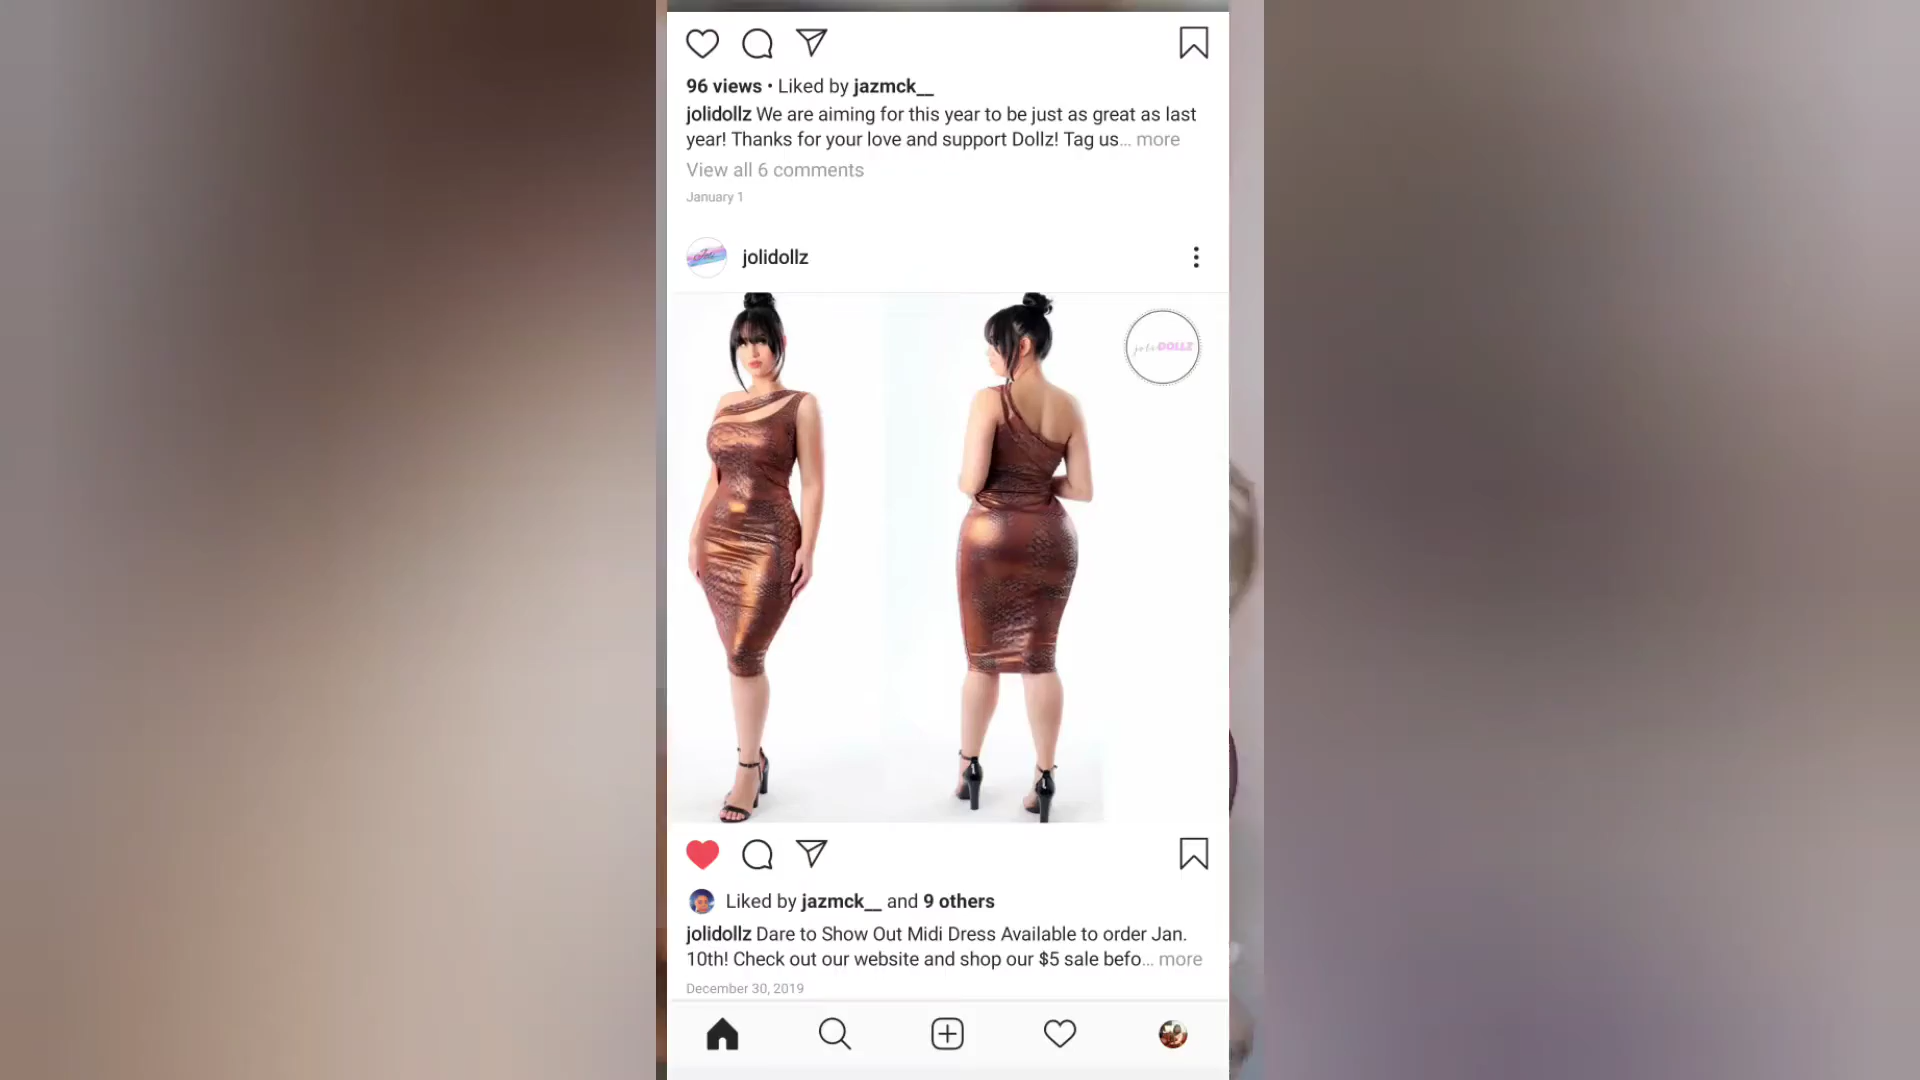 96 views • Liked by jazmck__
jolidollz We are aiming for this year to be just as great as last
year! Thanks for your love and support Dollz! Tag us... more
View all 6 comments
January 1
jolidollz
joli DOLLZ
Liked by jazmck__ and 9 others
jolidollz Dare to Show Out Midi Dress Available to order Jan.
10th! Check out our website and shop our $5 sale befo... more
December 30, 2019